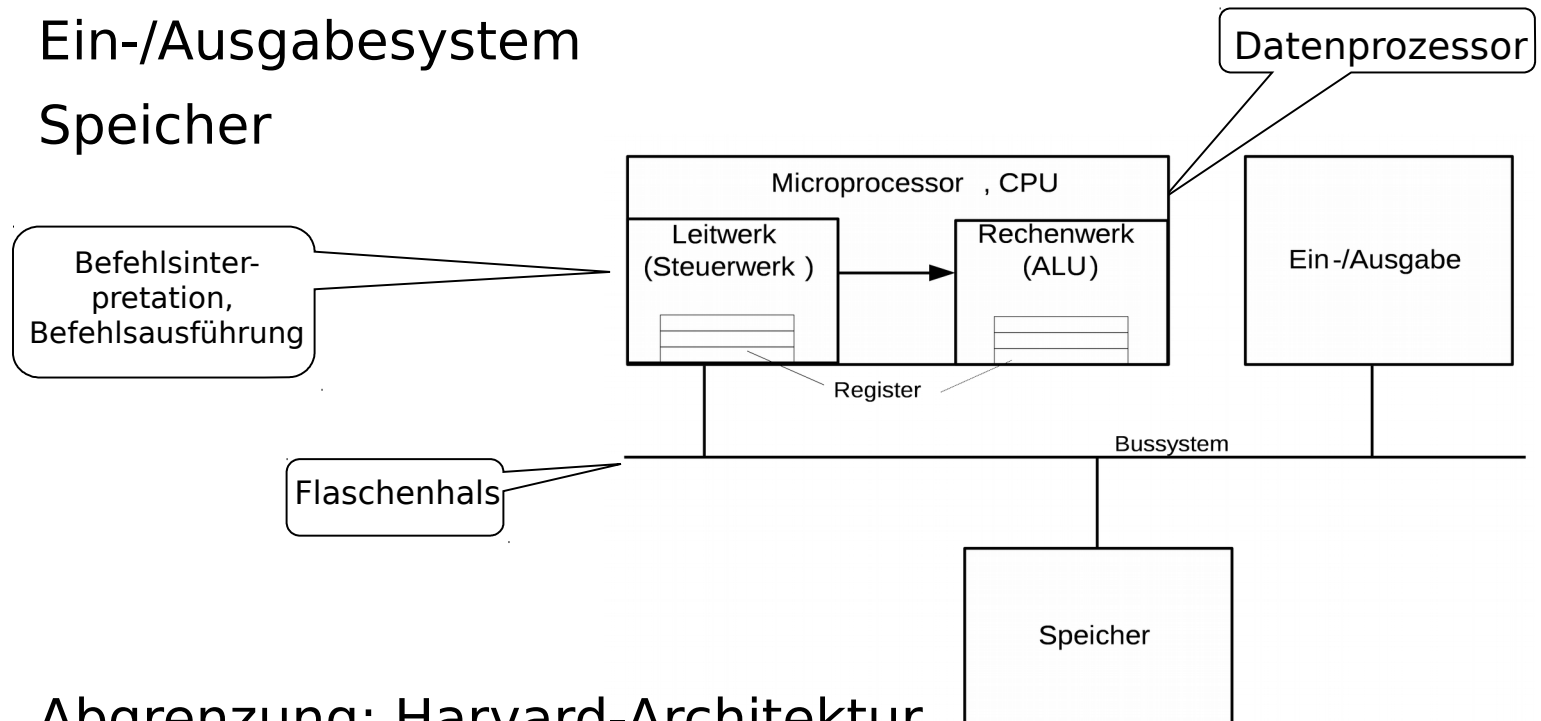 Ein-/Ausgabesystem
Datenprozessor
Speicher
Microprocessor , CPU
Leitwerk
(Steuerwerk )
Rechenwerk
(ALU)
Ein-/Ausgabe
Befehlsinter-
pretation,
Befehlsausführung
Register
Bussystem
Flaschenhals
Speicher
Abgrenzung: Harvard-Architektur